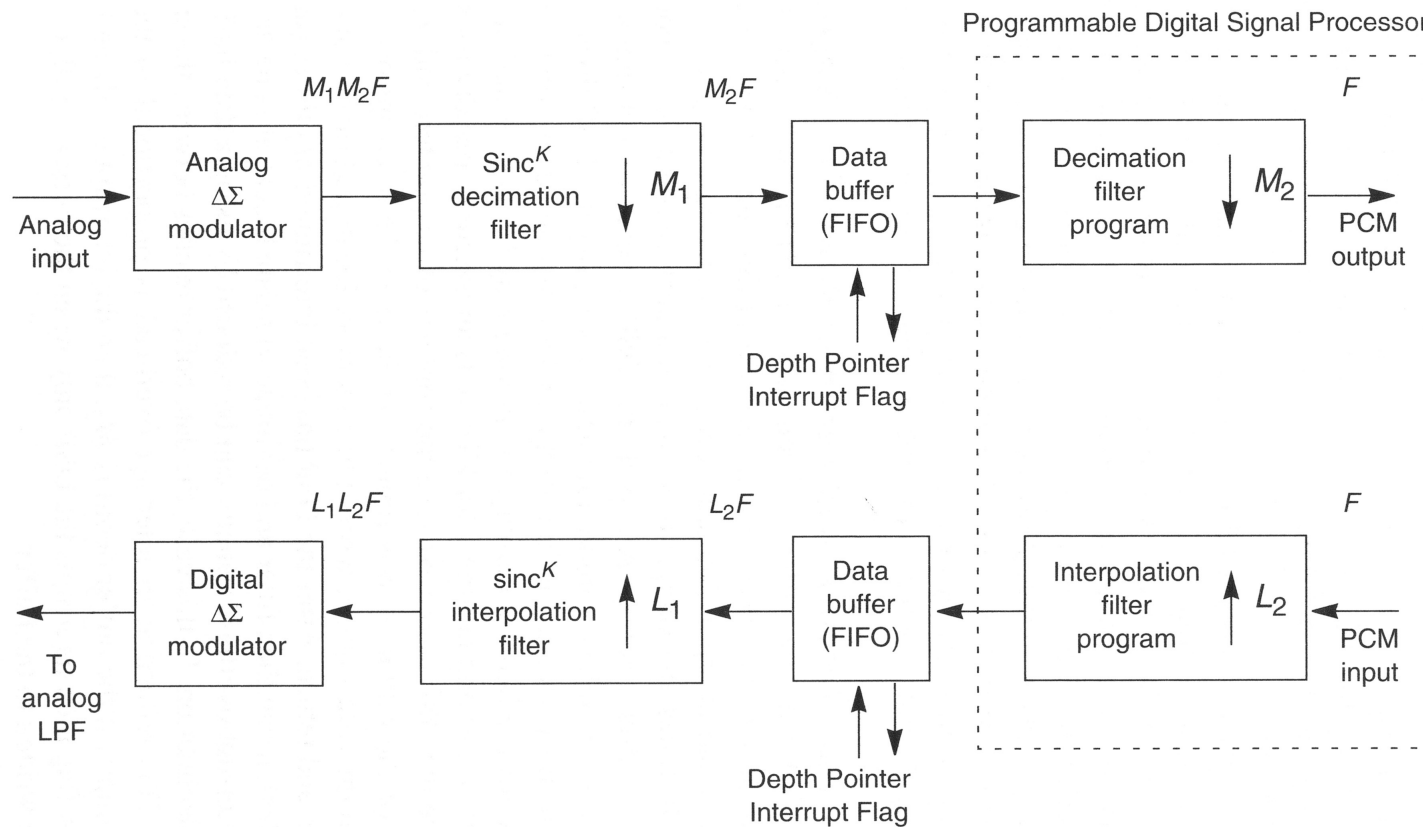 Programmable Digital Signal Processor
M₁M₂F
M₂F
F
Analog
ΔΣ
modulator
Sincᴷ
decimation
filter
M₁
Data
buffer
(FIFO)
Decimation
filter
program
M₂
Analog
input
PCM
output
Depth Pointer
Interrupt Flag
L₁L₂F
L₂F
F
Digital
ΔΣ
modulator
sincᴷ
interpolation
filter
L₁
Data
buffer
(FIFO)
Interpolation
filter
program
L₂
To
analog
LPF
PCM
input
Depth Pointer
Interrupt Flag